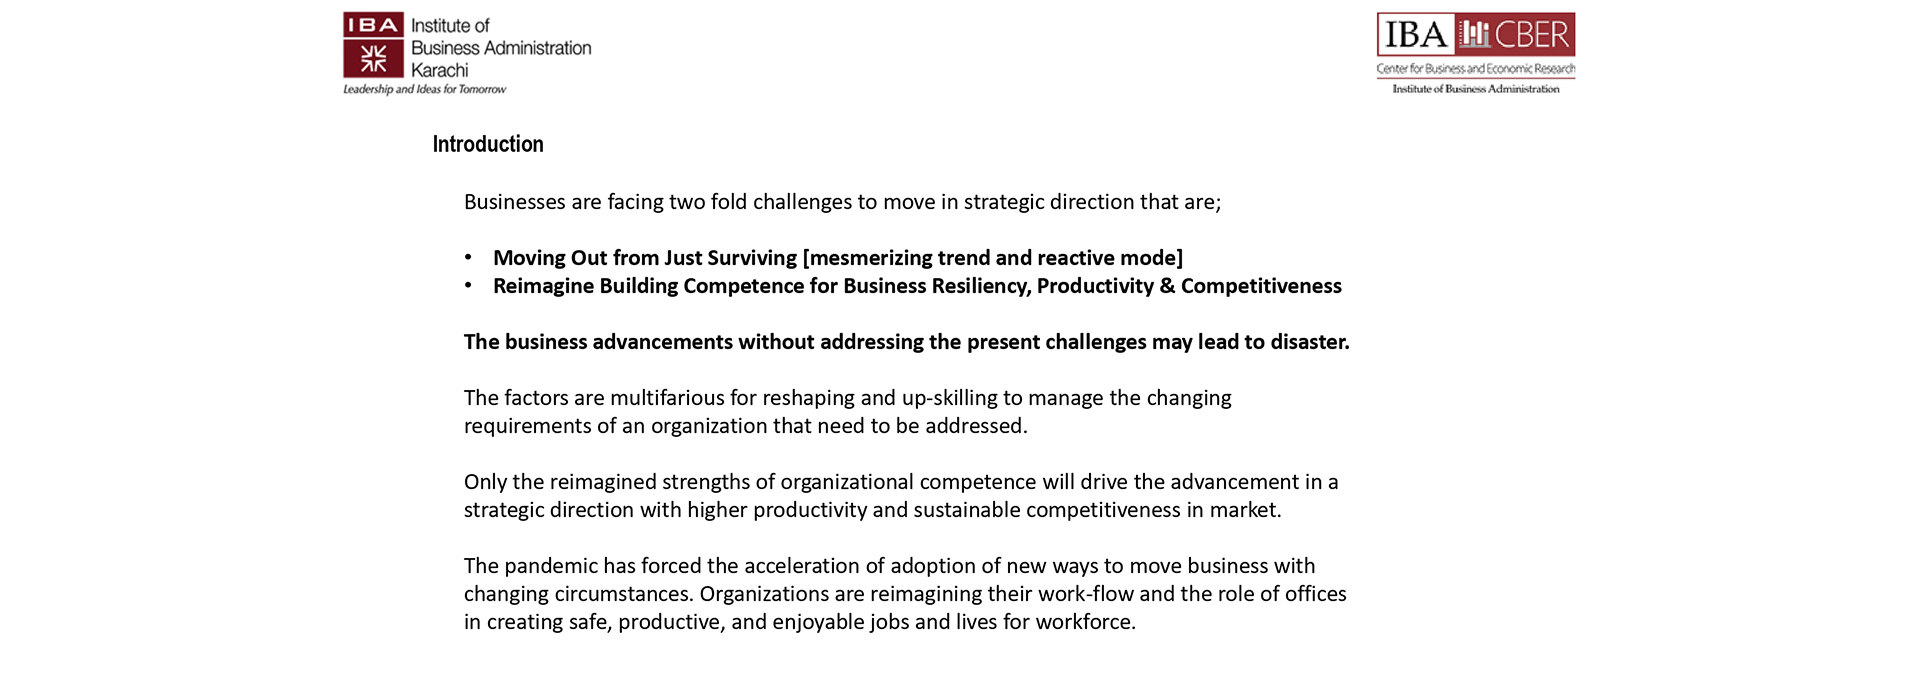 IBA Institute of
Business Administration
Karachi
Leadership and Ideas for Tomorrow
IBA CBER
Center for Business and Economic Research
Institute of Business Administration
Introduction
Businesses are facing two fold challenges to move in strategic direction that are;
• Moving Out from Just Surviving [mesmerizing trend and reactive mode]
• Reimagine Building Competence for Business Resiliency, Productivity & Competitiveness
The business advancements without addressing the present challenges may lead to disaster.
The factors are multifarious for reshaping and up-skilling to manage the changing
requirements of an organization that need to be addressed.
Only the reimagined strengths of organizational competence will drive the advancement in a
strategic direction with higher productivity and sustainable competitiveness in market.
The pandemic has forced the acceleration of adoption of new ways to move business with
changing circumstances. Organizations are reimagining their work-flow and the role of offices
in creating safe, productive, and enjoyable jobs and lives for workforce.